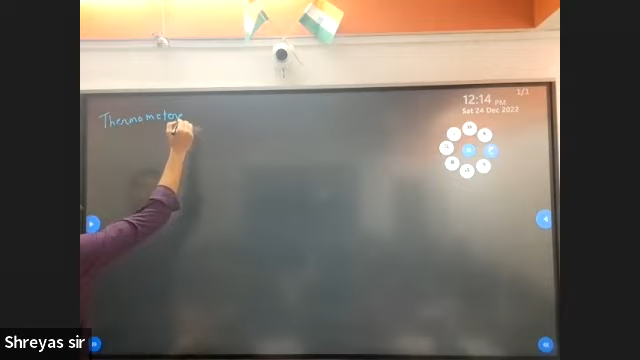 1/1
12:14 PM
Sat 24 Dec 2022
Thermometer
Shreyas sir